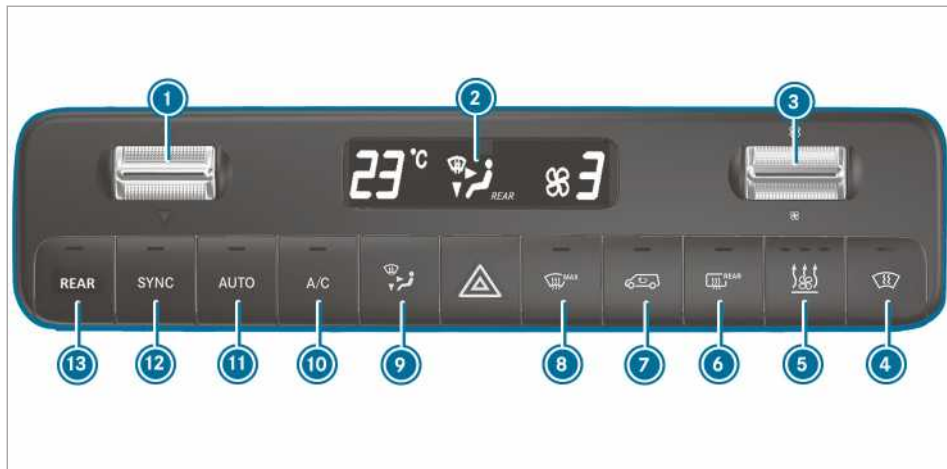 1 2 3
23 °C REAR 3
REAR SYNC AUTO A/C MAX REAR
13 12 11 10 9 8 7 6 5 4